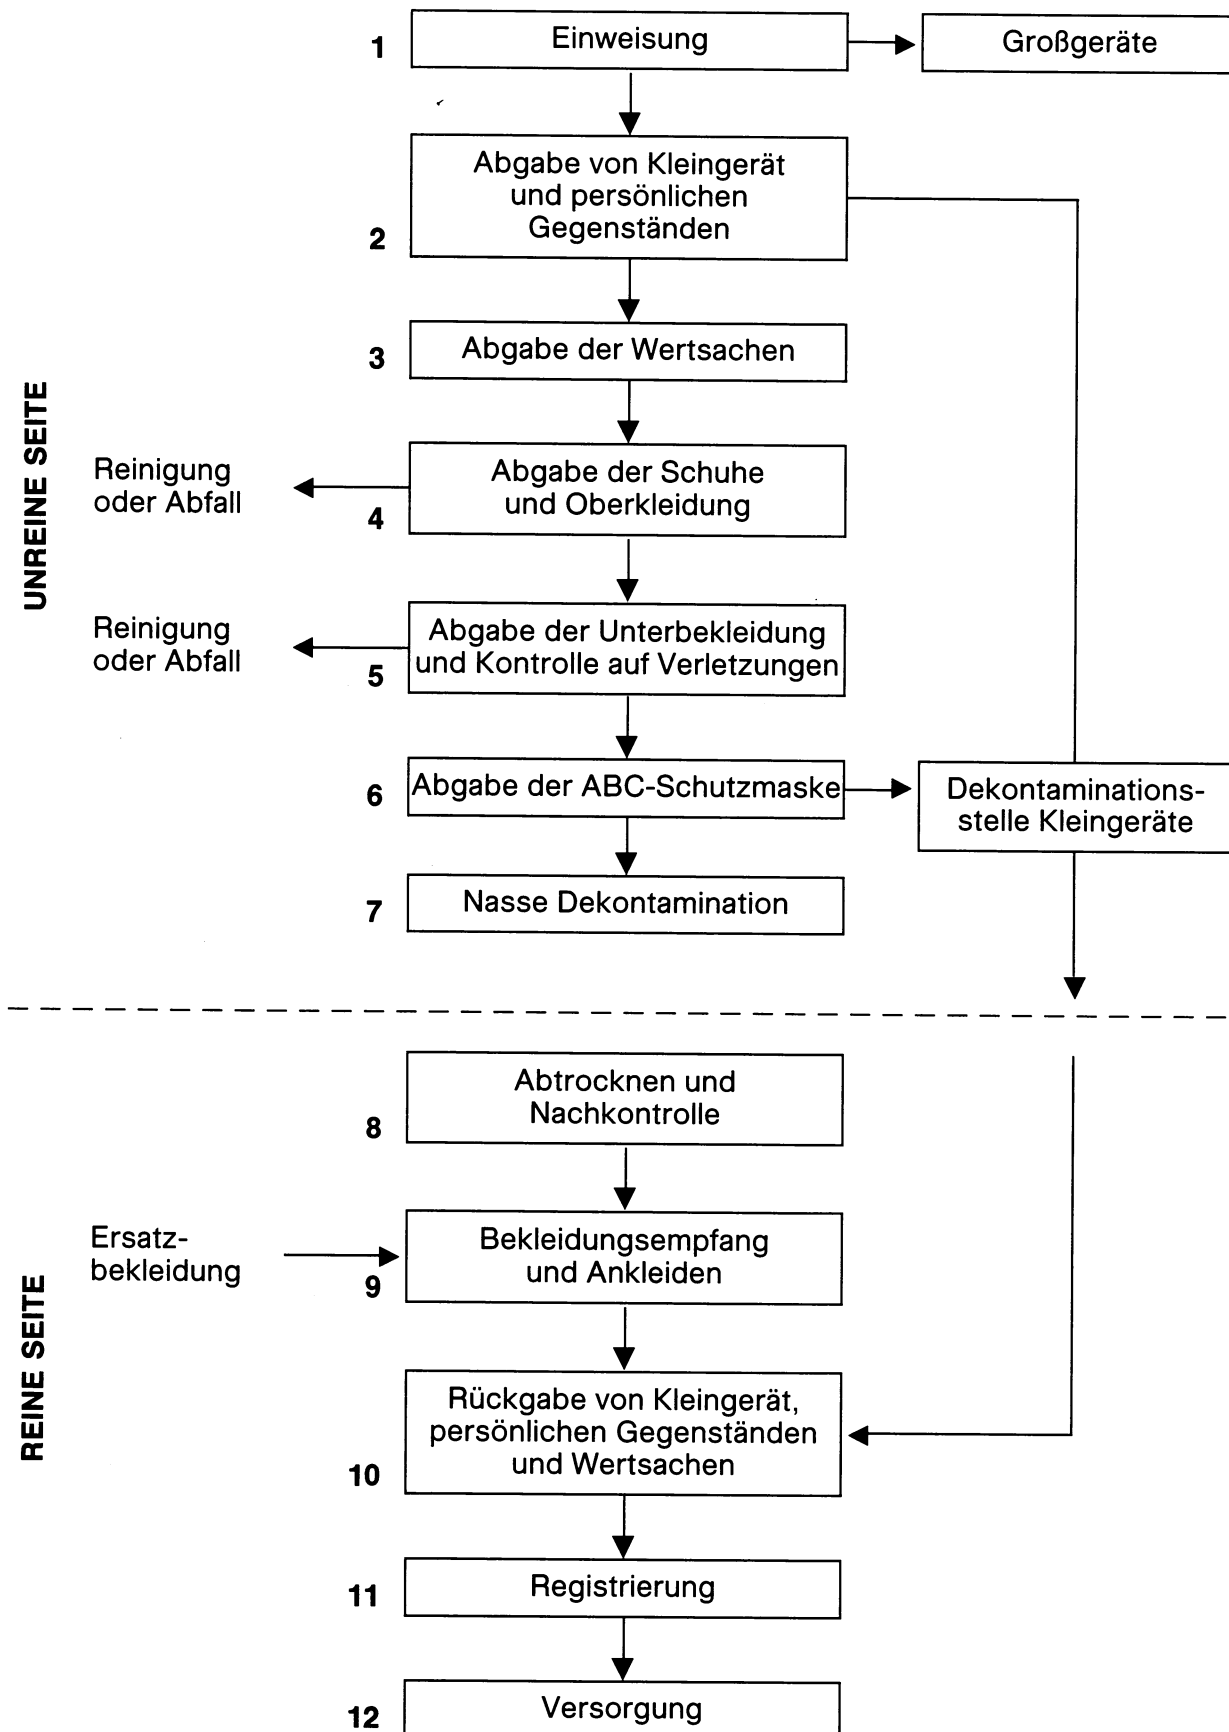 1
Einweisung
Großgeräte
2
Abgabe von Kleingerät
und persönlichen
Gegenständen
3
Abgabe der Wertsachen
UNREINE SEITE
Reinigung
oder Abfall
4
Abgabe der Schuhe
und Oberkleidung
Reinigung
oder Abfall
5
Abgabe der Unterbekleidung
und Kontrolle auf Verletzungen
6
Abgabe der ABC-Schutzmaske
Dekontaminations-
stelle Kleingeräte
7
Nasse Dekontamination
8
Abtrocknen und
Nachkontrolle
REINE SEITE
Ersatz-
bekleidung
9
Bekleidungsempfang
und Ankleiden
10
Rückgabe von Kleingerät,
persönlichen Gegenständen
und Wertsachen
11
Registrierung
12
Versorgung